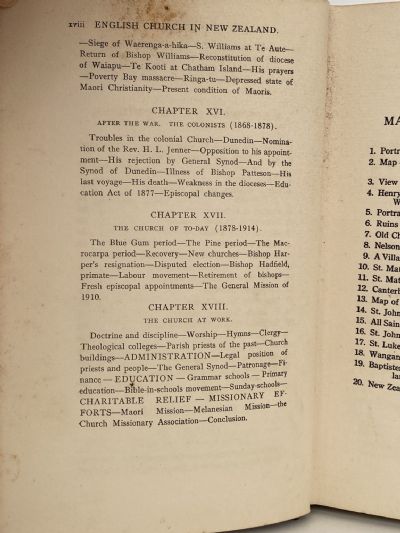 xviii ENGLISH CHURCH IN NEW ZEALAND.
—Siege of Waerenga-a-hika—S. Williams at Te Aute—
Return of Bishop Williams—Reconstitution of diocese
of Waiapu—Te Kooti at Chatham Island—His prayers
—Poverty Bay massacre—Ringa-tu—Depressed state of
Maori Christianity—Present condition of Maoris.
CHAPTER XVI.
AFTER THE WAR. THE COLONISTS (1868-1878).
Troubles in the colonial Church—Dunedin—Nomina-
tion of the Rev. H. L. Jenner—Opposition to his appoint-
ment—His rejection by General Synod—And by the
Synod of Dunedin—Illness of Bishop Patteson—His
last voyage—His death—Weakness in the dioceses—Edu-
cation Act of 1877—Episcopal changes.
CHAPTER XVII.
THE CHURCH OF TO-DAY (1878-1914).
The Blue Gum period—The Pine period—The Mac-
rocarpa period—Recovery—New churches—Bishop Har-
per's resignation—Disputed election—Bishop Hadfield,
primate—Labour movement—Retirement of bishops—
Fresh episcopal appointments—The General Mission of
1910.
CHAPTER XVIII.
THE CHURCH AT WORK.
Doctrine and discipline—Worship—Hymns—Clergy—
Theological colleges—Parish priests of the past—Church
buildings—ADMINISTRATION—Legal position of
priests and people—The General Synod—Patronage—Fi-
nance—EDUCATION—Grammar schools—Primary
education—Bible-in-schools movement—Sunday-schools—
CHARITABLE RELIEF—MISSIONARY EF-
FORTS—Maori Mission—Melanesian Mission—the
Church Missionary Association—Conclusion.
MA
1. Portr
2. Map
3. View
4. Henry
W
5. Portra
6. Ruins
7. Old Ch
8. Nelson
9. A Villa
10. St. Mat
11. St. Mat
12. Canterb
13. Map of
14. St. John
15. All Sain
16. St. John
17. St. Luke
18. Wangan
19. Baptiste
lan
20. New Zea